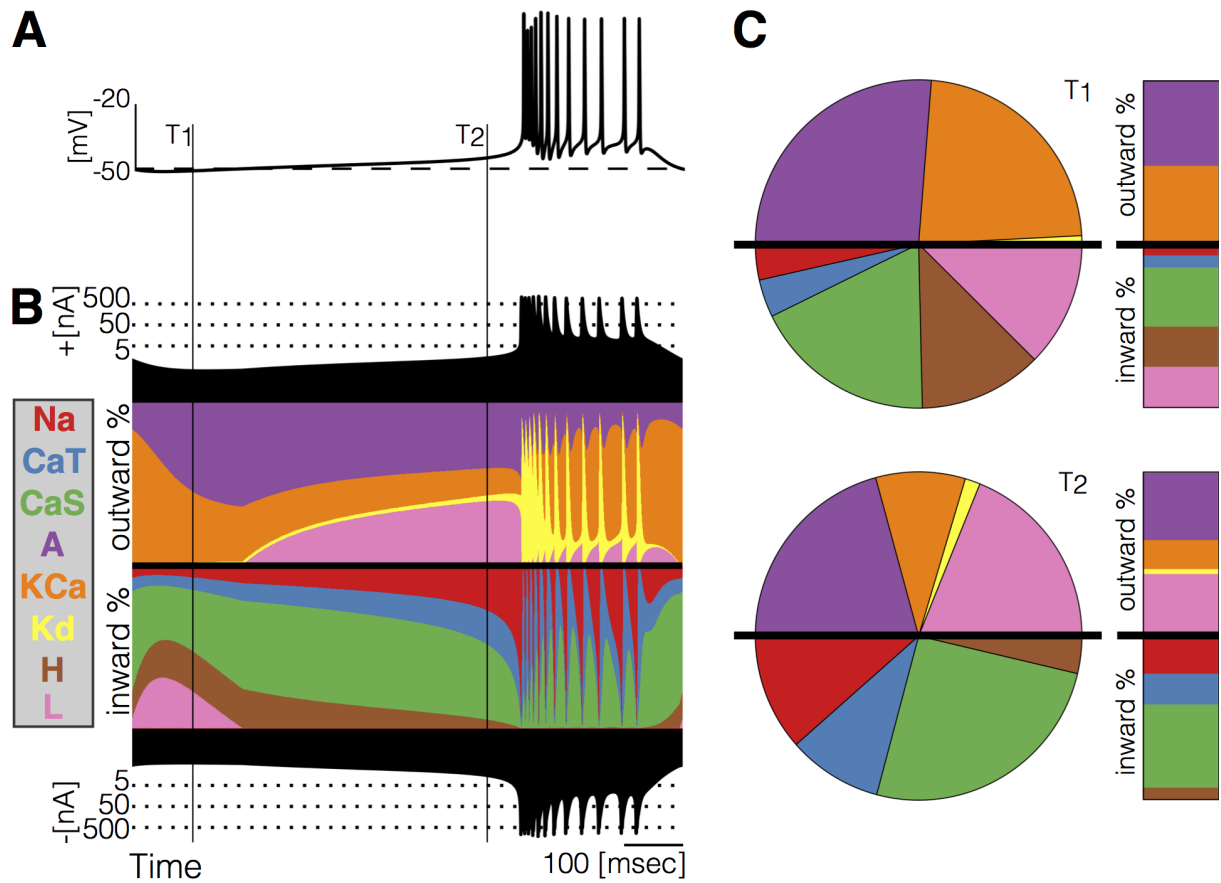 A
-20
[mV]
-50
T1
T2
B
+[nA]
500
50
5
Na
CaT
CaS
A
KCa
Kd
H
L
outward %
inward %
-[nA]
5
50
500
Time
100 [msec]
C
T1
outward %
inward %
T2
outward %
inward %